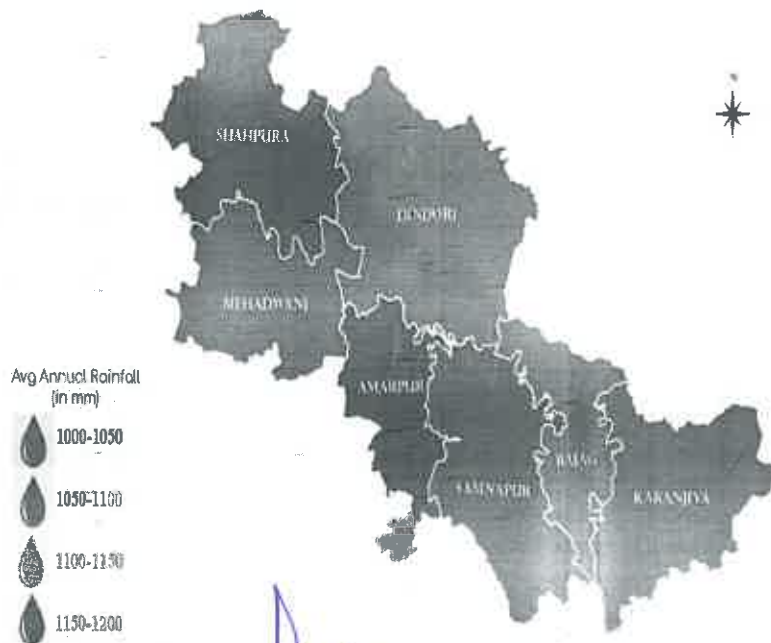 SHAHPURA
DINDORI
MEHADWANI
AMARPUR
SAMNAPUR
BAJAG
KARANJIYA
Avg Annual Rainfall
(in mm)
1000-1050
1050-1100
1100-1150
1150-1200